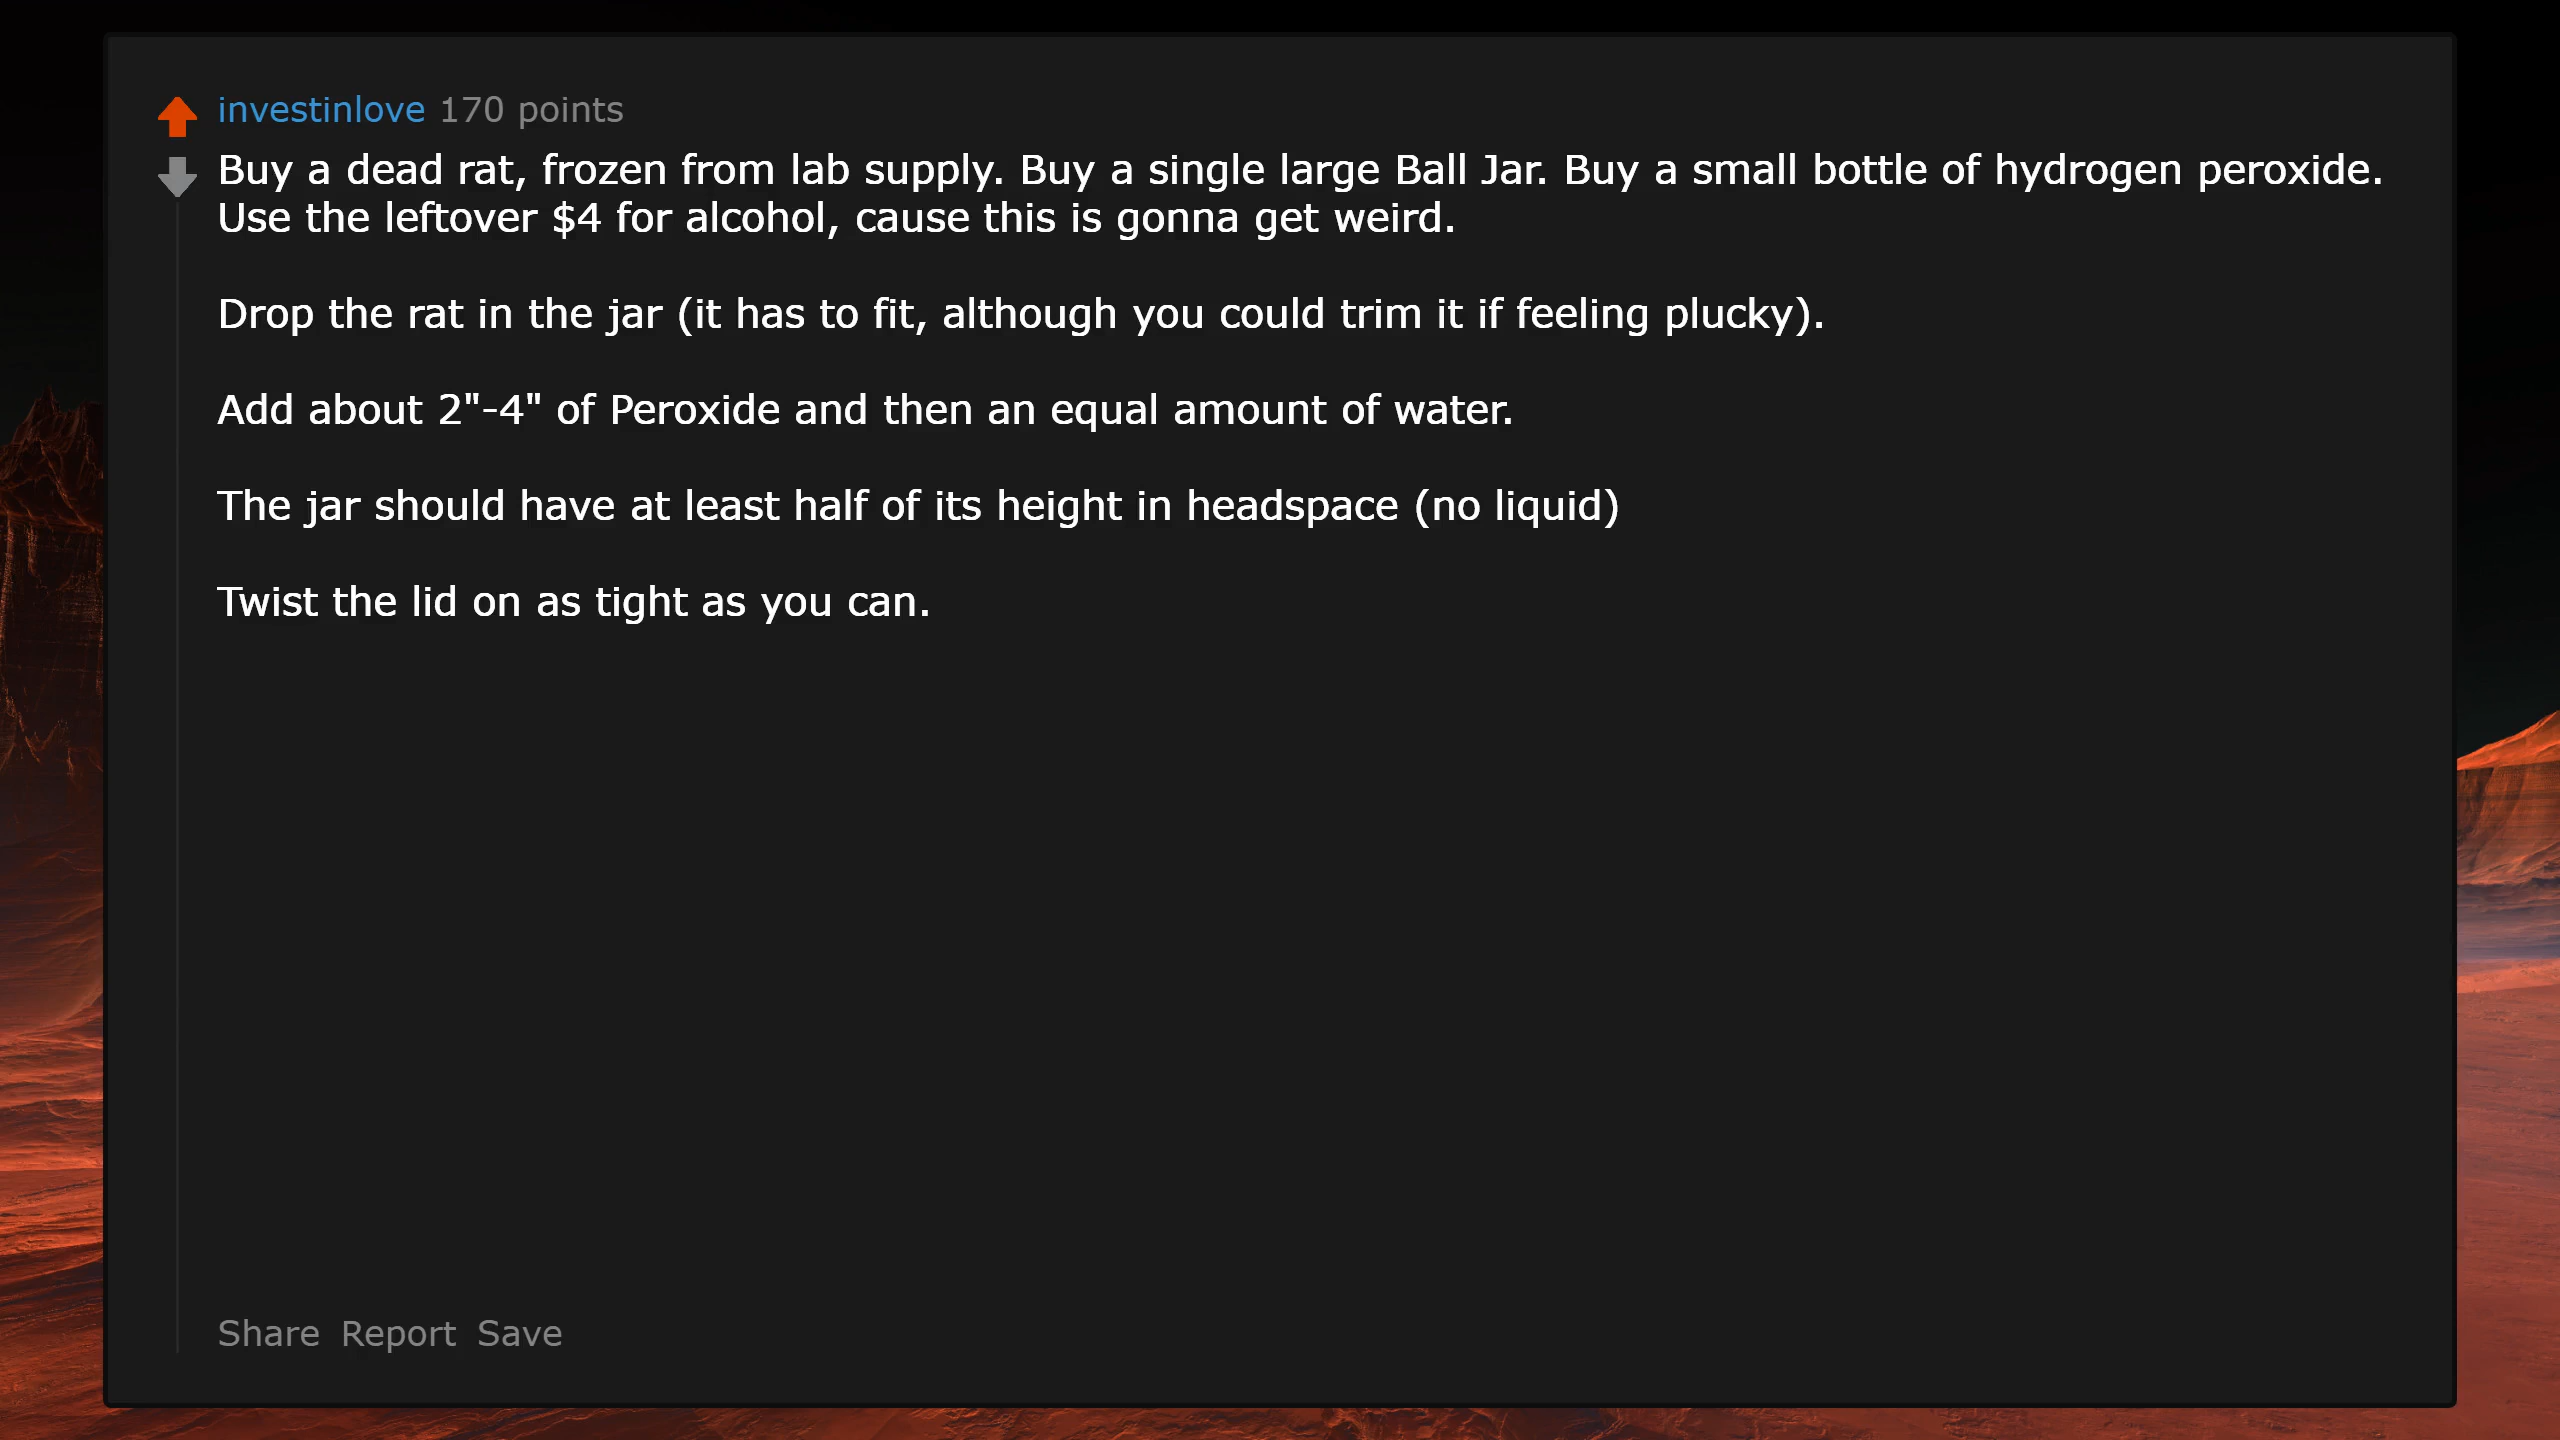 investinlove 170 points
Buy a dead rat, frozen from lab supply. Buy a single large Ball Jar. Buy a small bottle of hydrogen peroxide.
Use the leftover $4 for alcohol, cause this is gonna get weird.
Drop the rat in the jar (it has to fit, although you could trim it if feeling plucky).
Add about 2"-4" of Peroxide and then an equal amount of water.
The jar should have at least half of its height in headspace (no liquid)
Twist the lid on as tight as you can.
Share Report Save